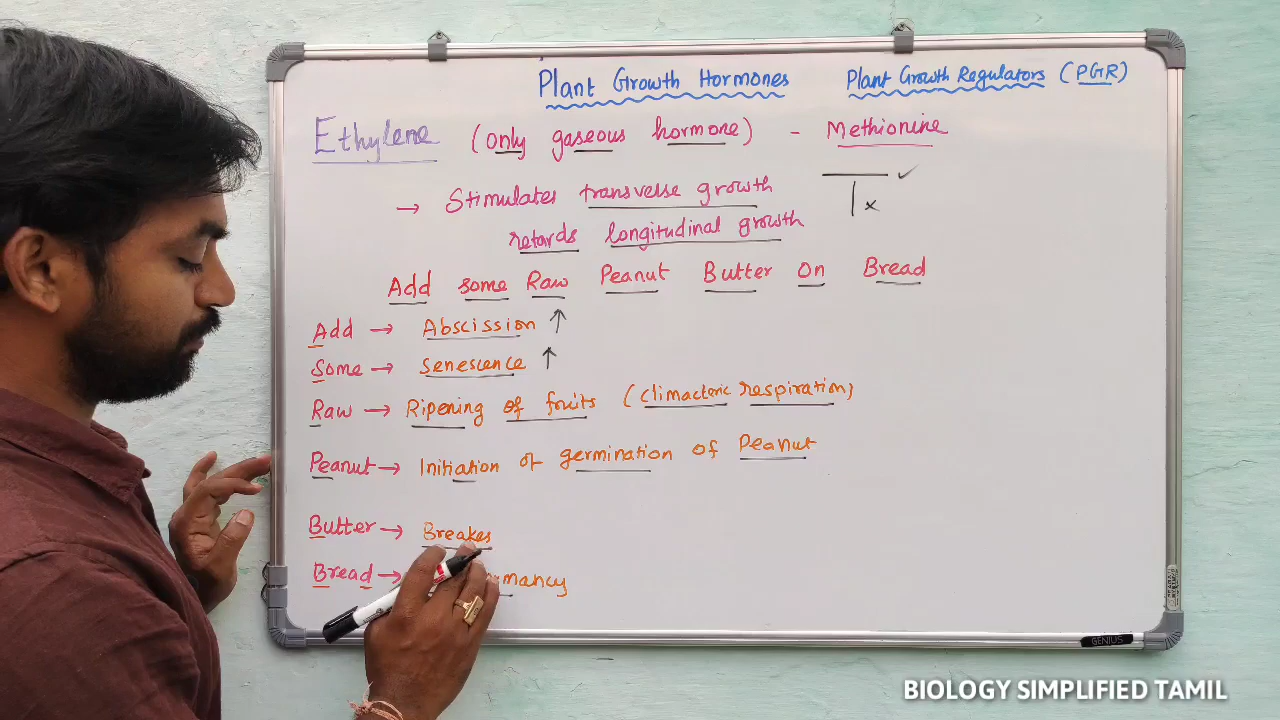 Plant Growth Hormones Plant Growth Regulators (PGR)
Ethylene (only gaseous hormone) - Methionine
→ Stimulates transverse growth
retards longitudinal growth
Add some Raw Peanut Butter On Bread
Add → Abscission ↑
Some → Senescence ↑
Raw → Ripening of fruits (climacteric respiration)
Peanut → Initiation of germination of Peanut
Butter → Breakes
Bread →
GENIUS
BIOLOGY SIMPLIFIED TAMIL